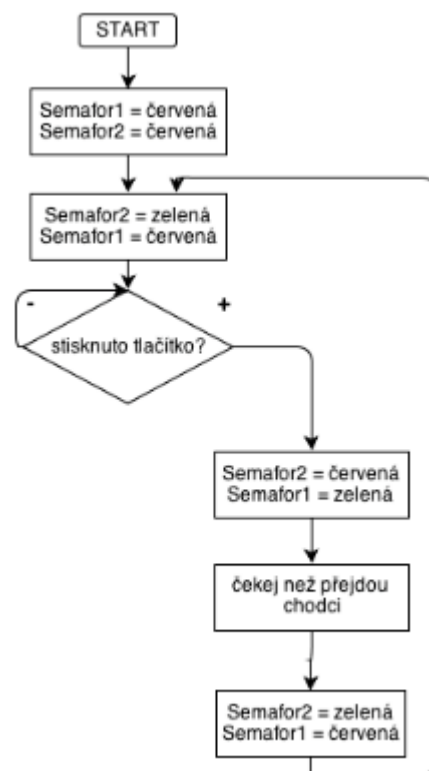 START
Semafor1 = červená
Semafor2 = červená
Semafor2 = zelená
Semafor1 = červená
-
+
stisknuto tlačítko?
Semafor2 = červená
Semafor1 = zelená
čekej než přejdou
chodci
Semafor2 = zelená
Semafor1 = červená